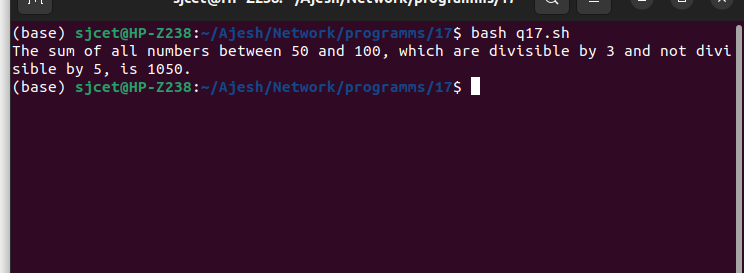 sjcet@HP-Z238: ~/Ajesh/Network/programms/17
(base) sjcet@HP-Z238:~/Ajesh/Network/programms/17$ bash q17.sh
The sum of all numbers between 50 and 100, which are divisible by 3 and not divi
sible by 5, is 1050.
(base) sjcet@HP-Z238:~/Ajesh/Network/programms/17$